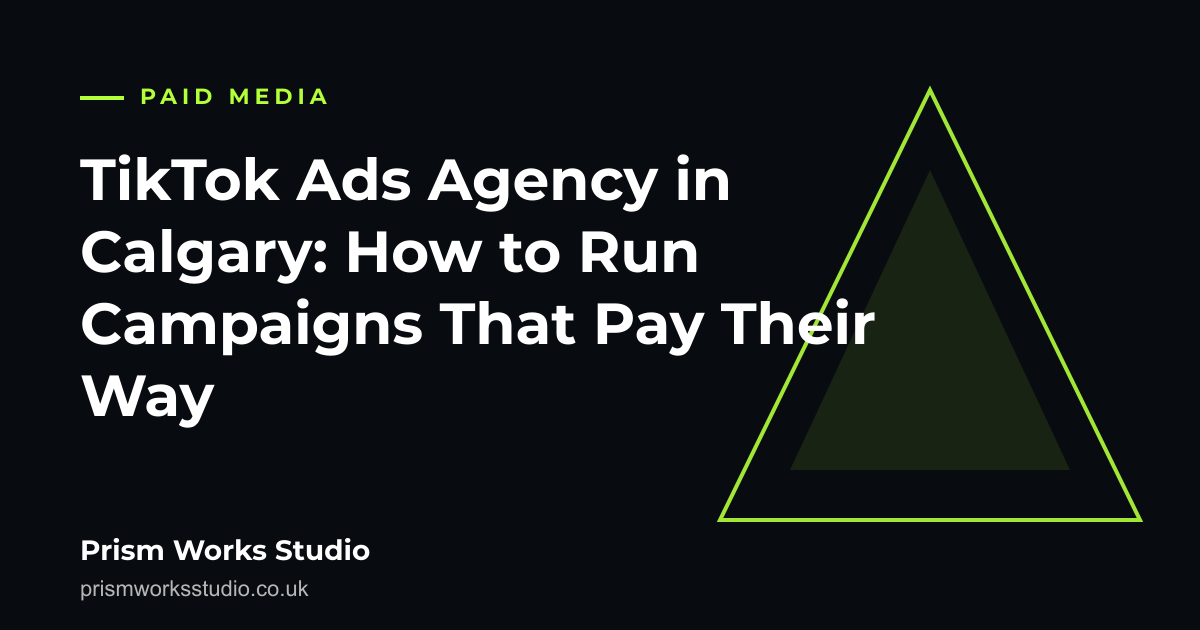 PAID MEDIA
TikTok Ads Agency in
Calgary: How to Run
Campaigns That Pay Their
Way
Prism Works Studio
prismworksstudio.co.uk